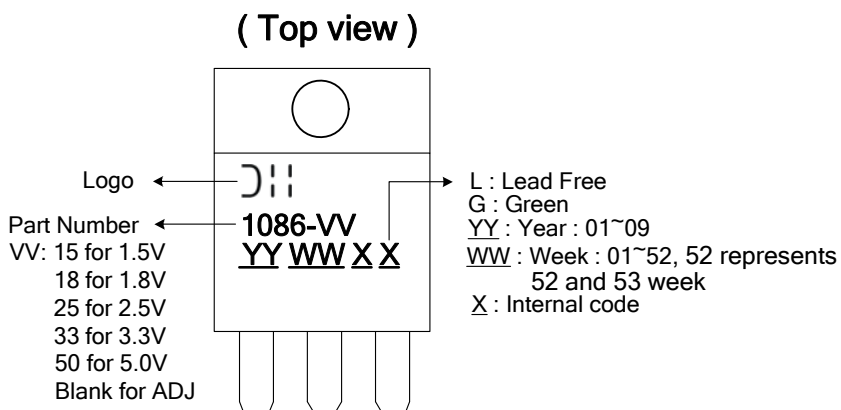 ( Top view )
Logo
Part Number
VV: 15 for 1.5V
18 for 1.8V
25 for 2.5V
33 for 3.3V
50 for 5.0V
Blank for ADJ
1086-VV
YY WW X X
L : Lead Free
G : Green
YY : Year : 01~09
WW : Week : 01~52, 52 represents
52 and 53 week
X : Internal code